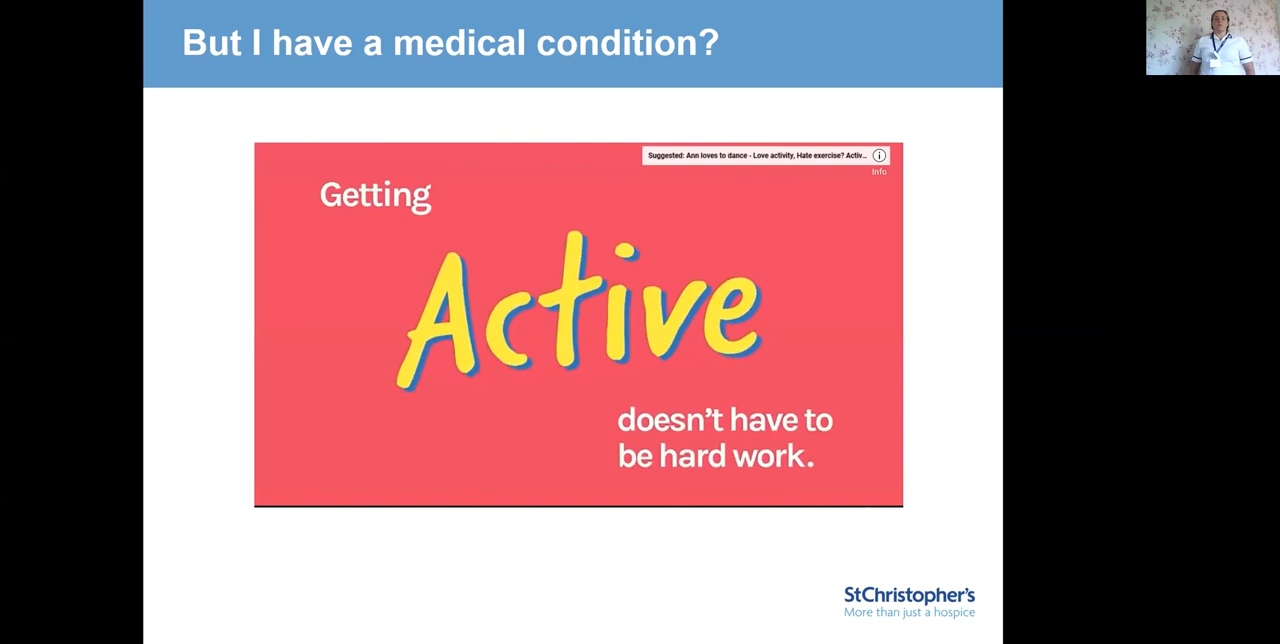 But I have a medical condition?
Suggested: Ann loves to dance - Love activity, Hate exercise? Activ...
i
Info
Getting
Active
doesn't have to
be hard work.
StChristopher's
More than just a hospice